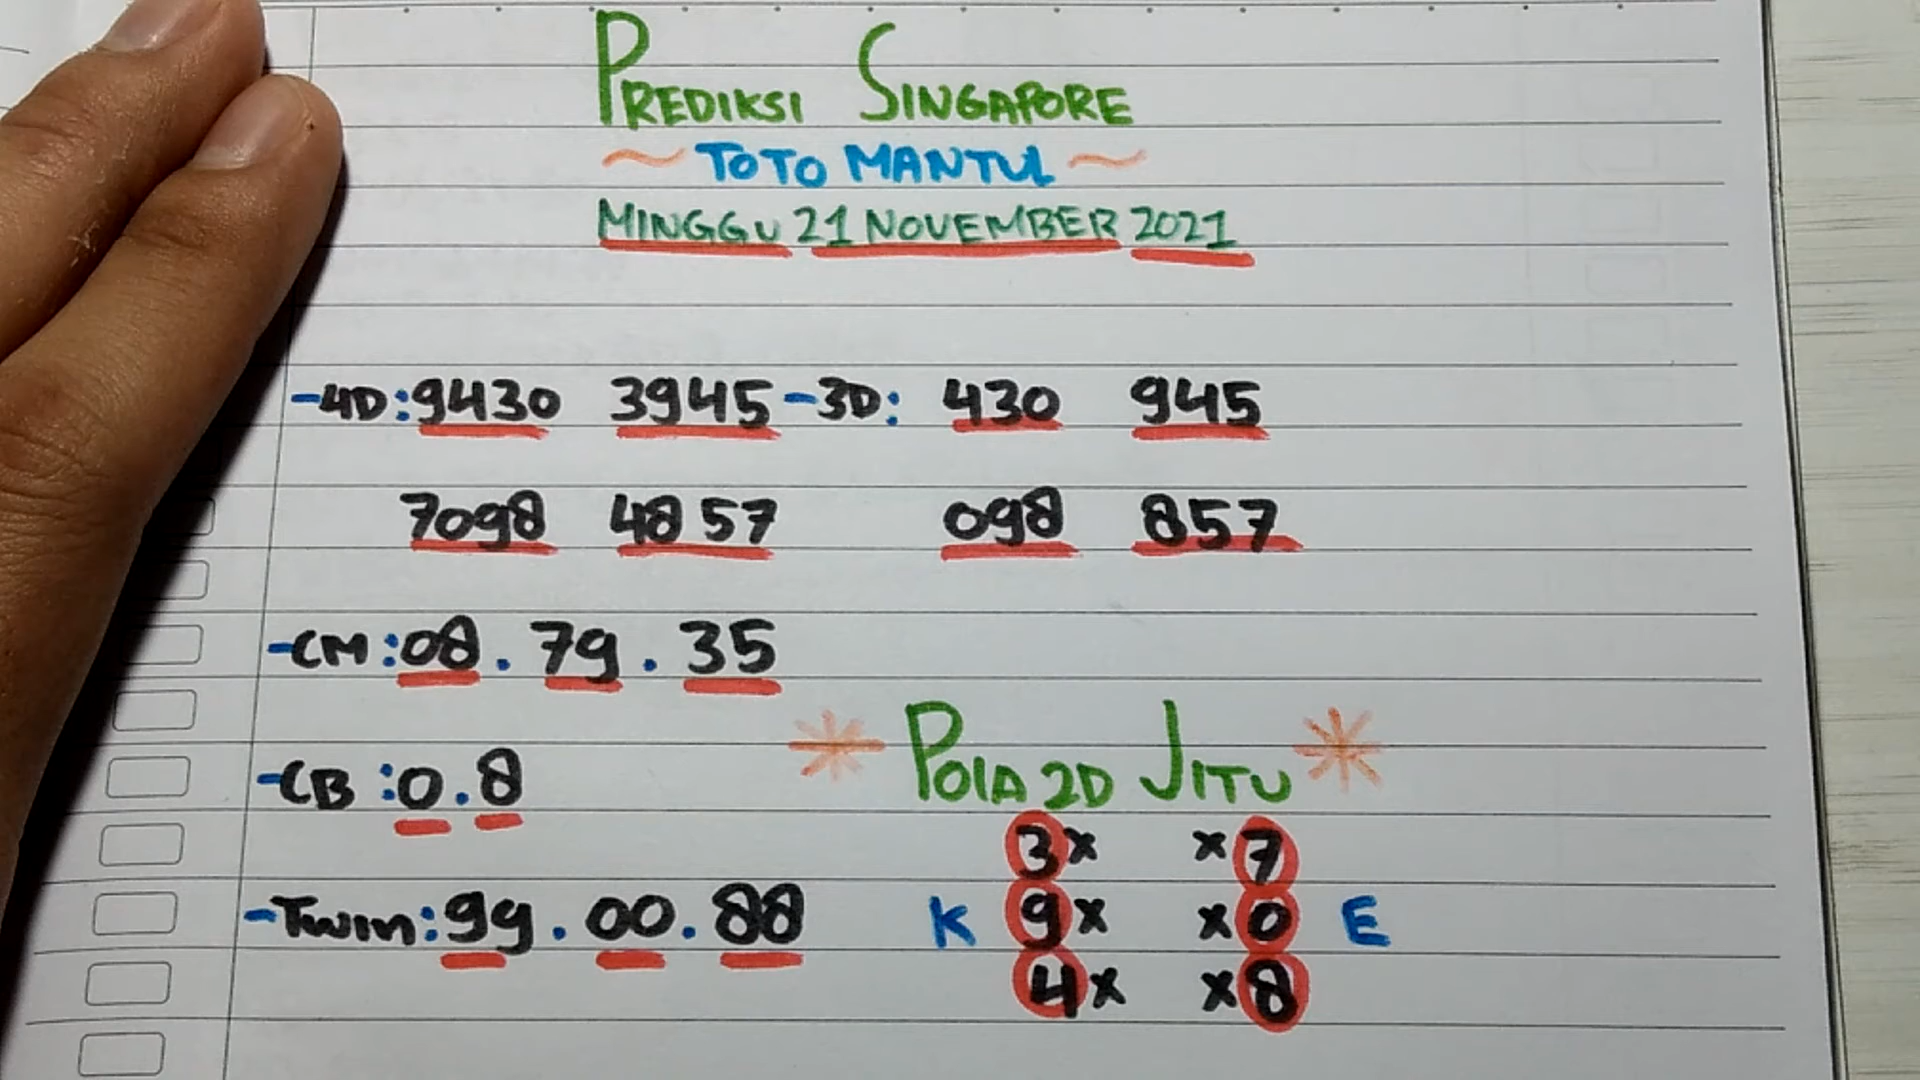 PREDIKSI SINGAPORE
~ TOTO MANTUL ~
MINGGU 21 NOVEMBER 2021
-4D: 9430 3945 -3D: 430 945
7098 4857 098 857
-CM: 08. 79. 35
-CB: 0.8
* POLA 2D JITU *
3x x7
-Twin: 99. 00. 88 K 9x x0 E
4x x8